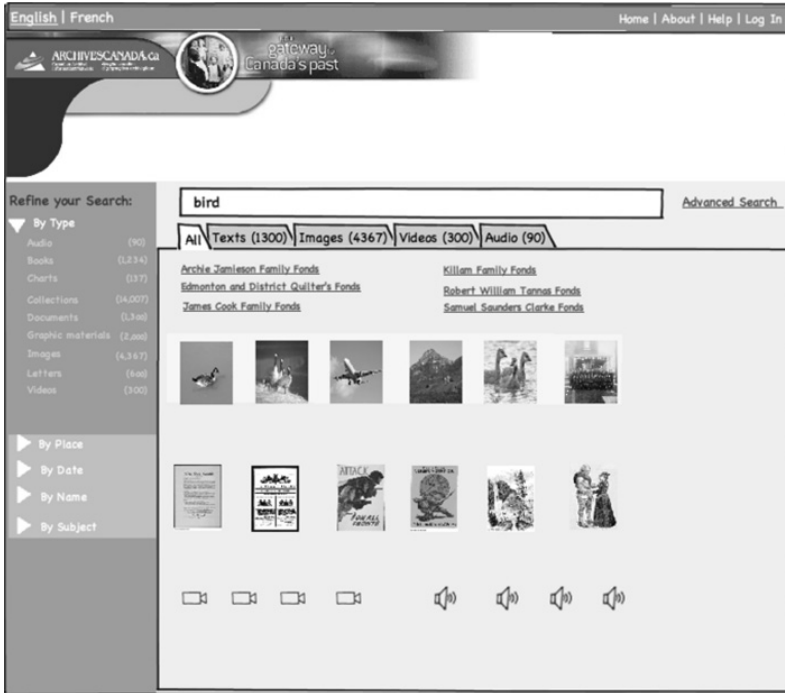 English | French
Home | About | Help | Log In
ARCHIVESCANADA.ca
gateway
Canada's past
Refine your Search:
bird
Advanced Search
By Type
Audio (90)
Books (1,234)
Charts (137)
Collections (14,007)
Documents (1,300)
Graphic materials (2,000)
Images (4,367)
Letters (600)
Videos (300)
By Place
By Date
By Name
By Subject
All
Texts (1300)
Images (4367)
Videos (300)
Audio (90)
Archie Jamieson Family Fonds
Edmonton and District Quilter's Fonds
James Cook Family Fonds
Killam Family Fonds
Robert William Tannas Fonds
Samuel Saunders Clarke Fonds
ATTACK